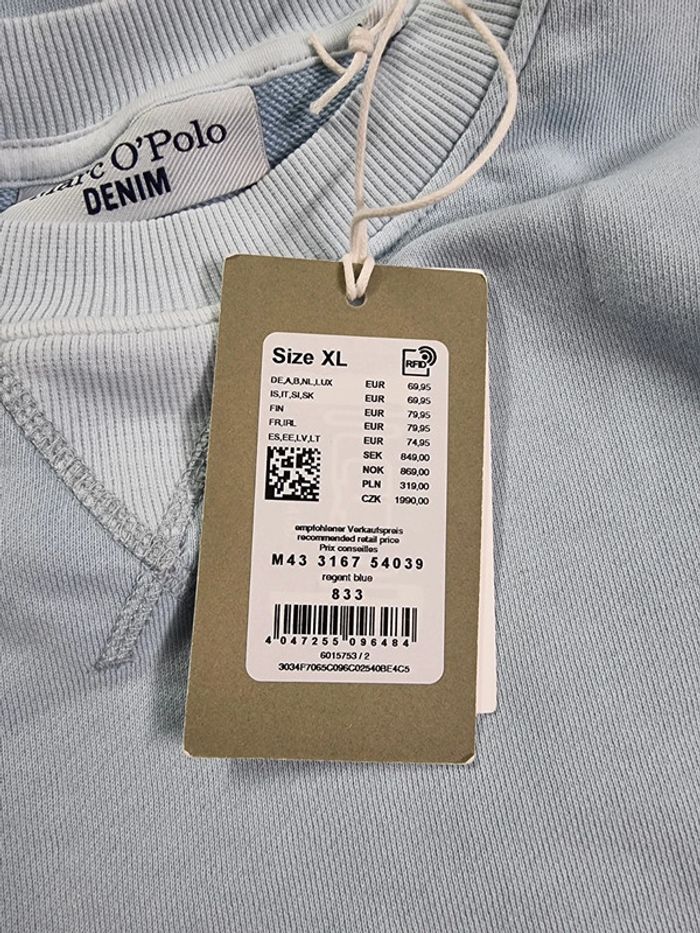 Marc O'Polo
DENIM
Size XL
RFID
DE,A,B,NL,LUX EUR 69,95
IS,IT,SI,SK EUR 69,95
FIN EUR 79,95
FR,IRL EUR 79,95
ES,EE,LV,LT EUR 74,95
SEK 849,00
NOK 869,00
PLN 319,00
CZK 1990,00
empfohlener Verkaufspreis
recommended retail price
Prix conseilles
M43 3167 54039
regent blue
833
4 047255 096484
6015753 / 2
3034F7065C096C02540BE4C5